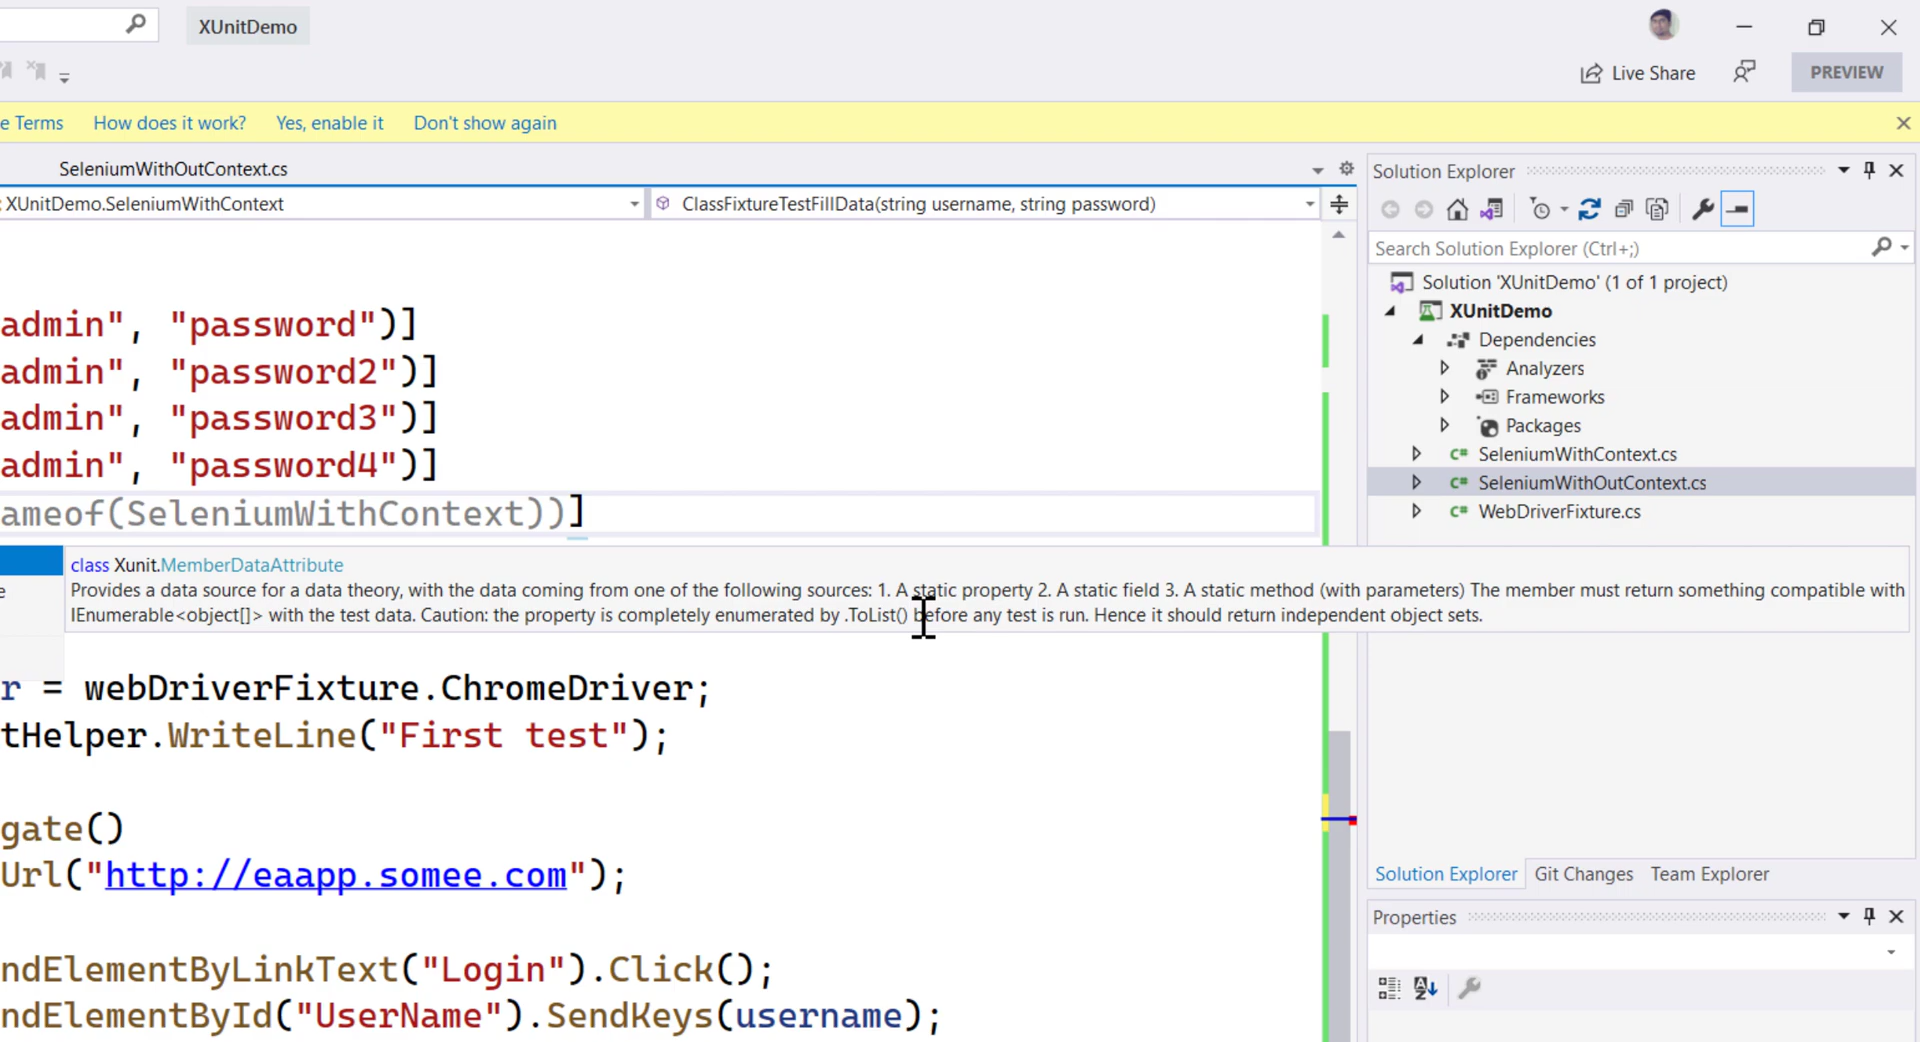 XUnitDemo
Live Share
PREVIEW
e Terms How does it work? Yes, enable it Don't show again
SeleniumWithOutContext.cs
XUnitDemo.SeleniumWithContext
ClassFixtureTestFillData(string username, string password)
admin", "password")]
admin", "password2")]
admin", "password3")]
admin", "password4")]
ameof(SeleniumWithContext))]
e
class Xunit.MemberDataAttribute
Provides a data source for a data theory, with the data coming from one of the following sources: 1. A static property 2. A static field 3. A static method (with parameters) The member must return something compatible with
IEnumerable<object[]> with the test data. Caution: the property is completely enumerated by .ToList() before any test is run. Hence it should return independent object sets.
r = webDriverFixture.ChromeDriver;
tHelper.WriteLine("First test");
gate()
Url("http://eaapp.somee.com");
ndElementByLinkText("Login").Click();
ndElementById("UserName").SendKeys(username);
Solution Explorer
Search Solution Explorer (Ctrl+;)
Solution 'XUnitDemo' (1 of 1 project)
XUnitDemo
Dependencies
Analyzers
Frameworks
Packages
C# SeleniumWithContext.cs
C# SeleniumWithOutContext.cs
C# WebDriverFixture.cs
Solution Explorer Git Changes Team Explorer
Properties